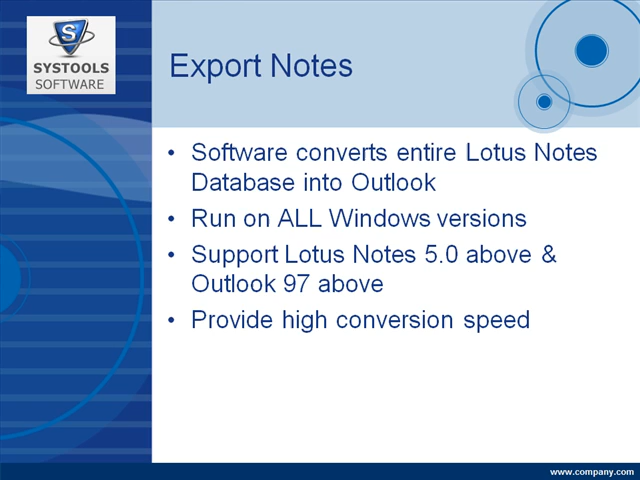 S
SYSTOOLS
SOFTWARE
Export Notes
• Software converts entire Lotus Notes
Database into Outlook
• Run on ALL Windows versions
• Support Lotus Notes 5.0 above &
Outlook 97 above
• Provide high conversion speed
www.company.com